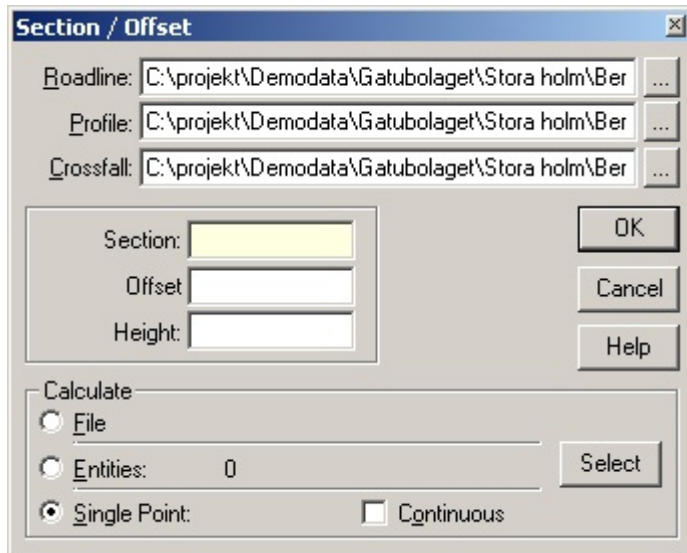 Section / Offset
Roadline: C:\projekt\Demodata\Gatubolaget\Stora holm\Ber ...
Profile: C:\projekt\Demodata\Gatubolaget\Stora holm\Ber ...
Crossfall: C:\projekt\Demodata\Gatubolaget\Stora holm\Ber ...
Section:
OK
Offset
Cancel
Height:
Help
Calculate
File
Entities: 0
Select
Single Point: Continuous